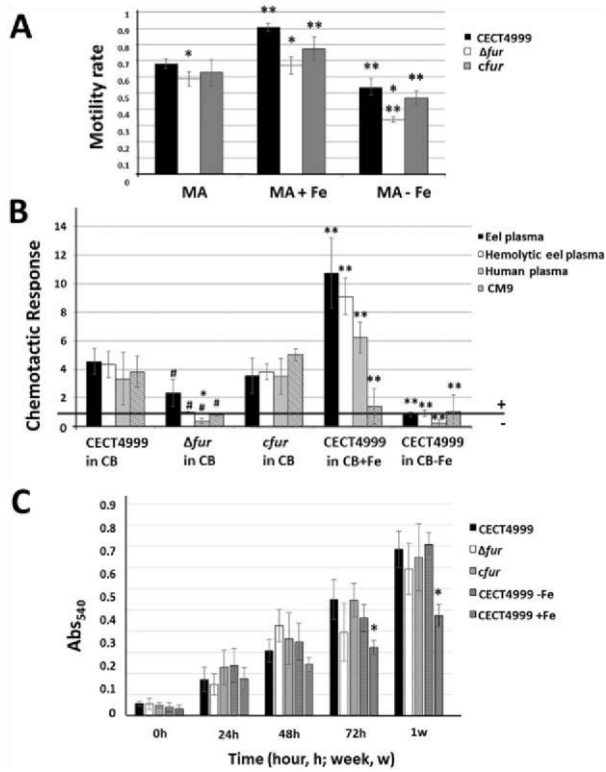 A
Motility rate
1
0.9
0.8
0.7
0.6
0.5
0.4
0.3
0.2
0.1
0
*
**
*
**
**
*
**
**
CECT4999
Δfur
cfur
MA
MA + Fe
MA - Fe
B
Chemotactic Response
14
12
10
8
6
4
2
0
#
#
#
*
#
**
**
**
**
**
**
**
**
Eel plasma
Hemolytic eel plasma
Human plasma
CM9
+
-
CECT4999
in CB
Δfur
in CB
cfur
in CB
CECT4999
in CB+Fe
CECT4999
in CB-Fe
C
Abs540
0.9
0.8
0.7
0.6
0.5
0.4
0.3
0.2
0.1
0
*
*
CECT4999
Δfur
cfur
CECT4999 -Fe
CECT4999 +Fe
0h
24h
48h
72h
1w
Time (hour, h; week, w)